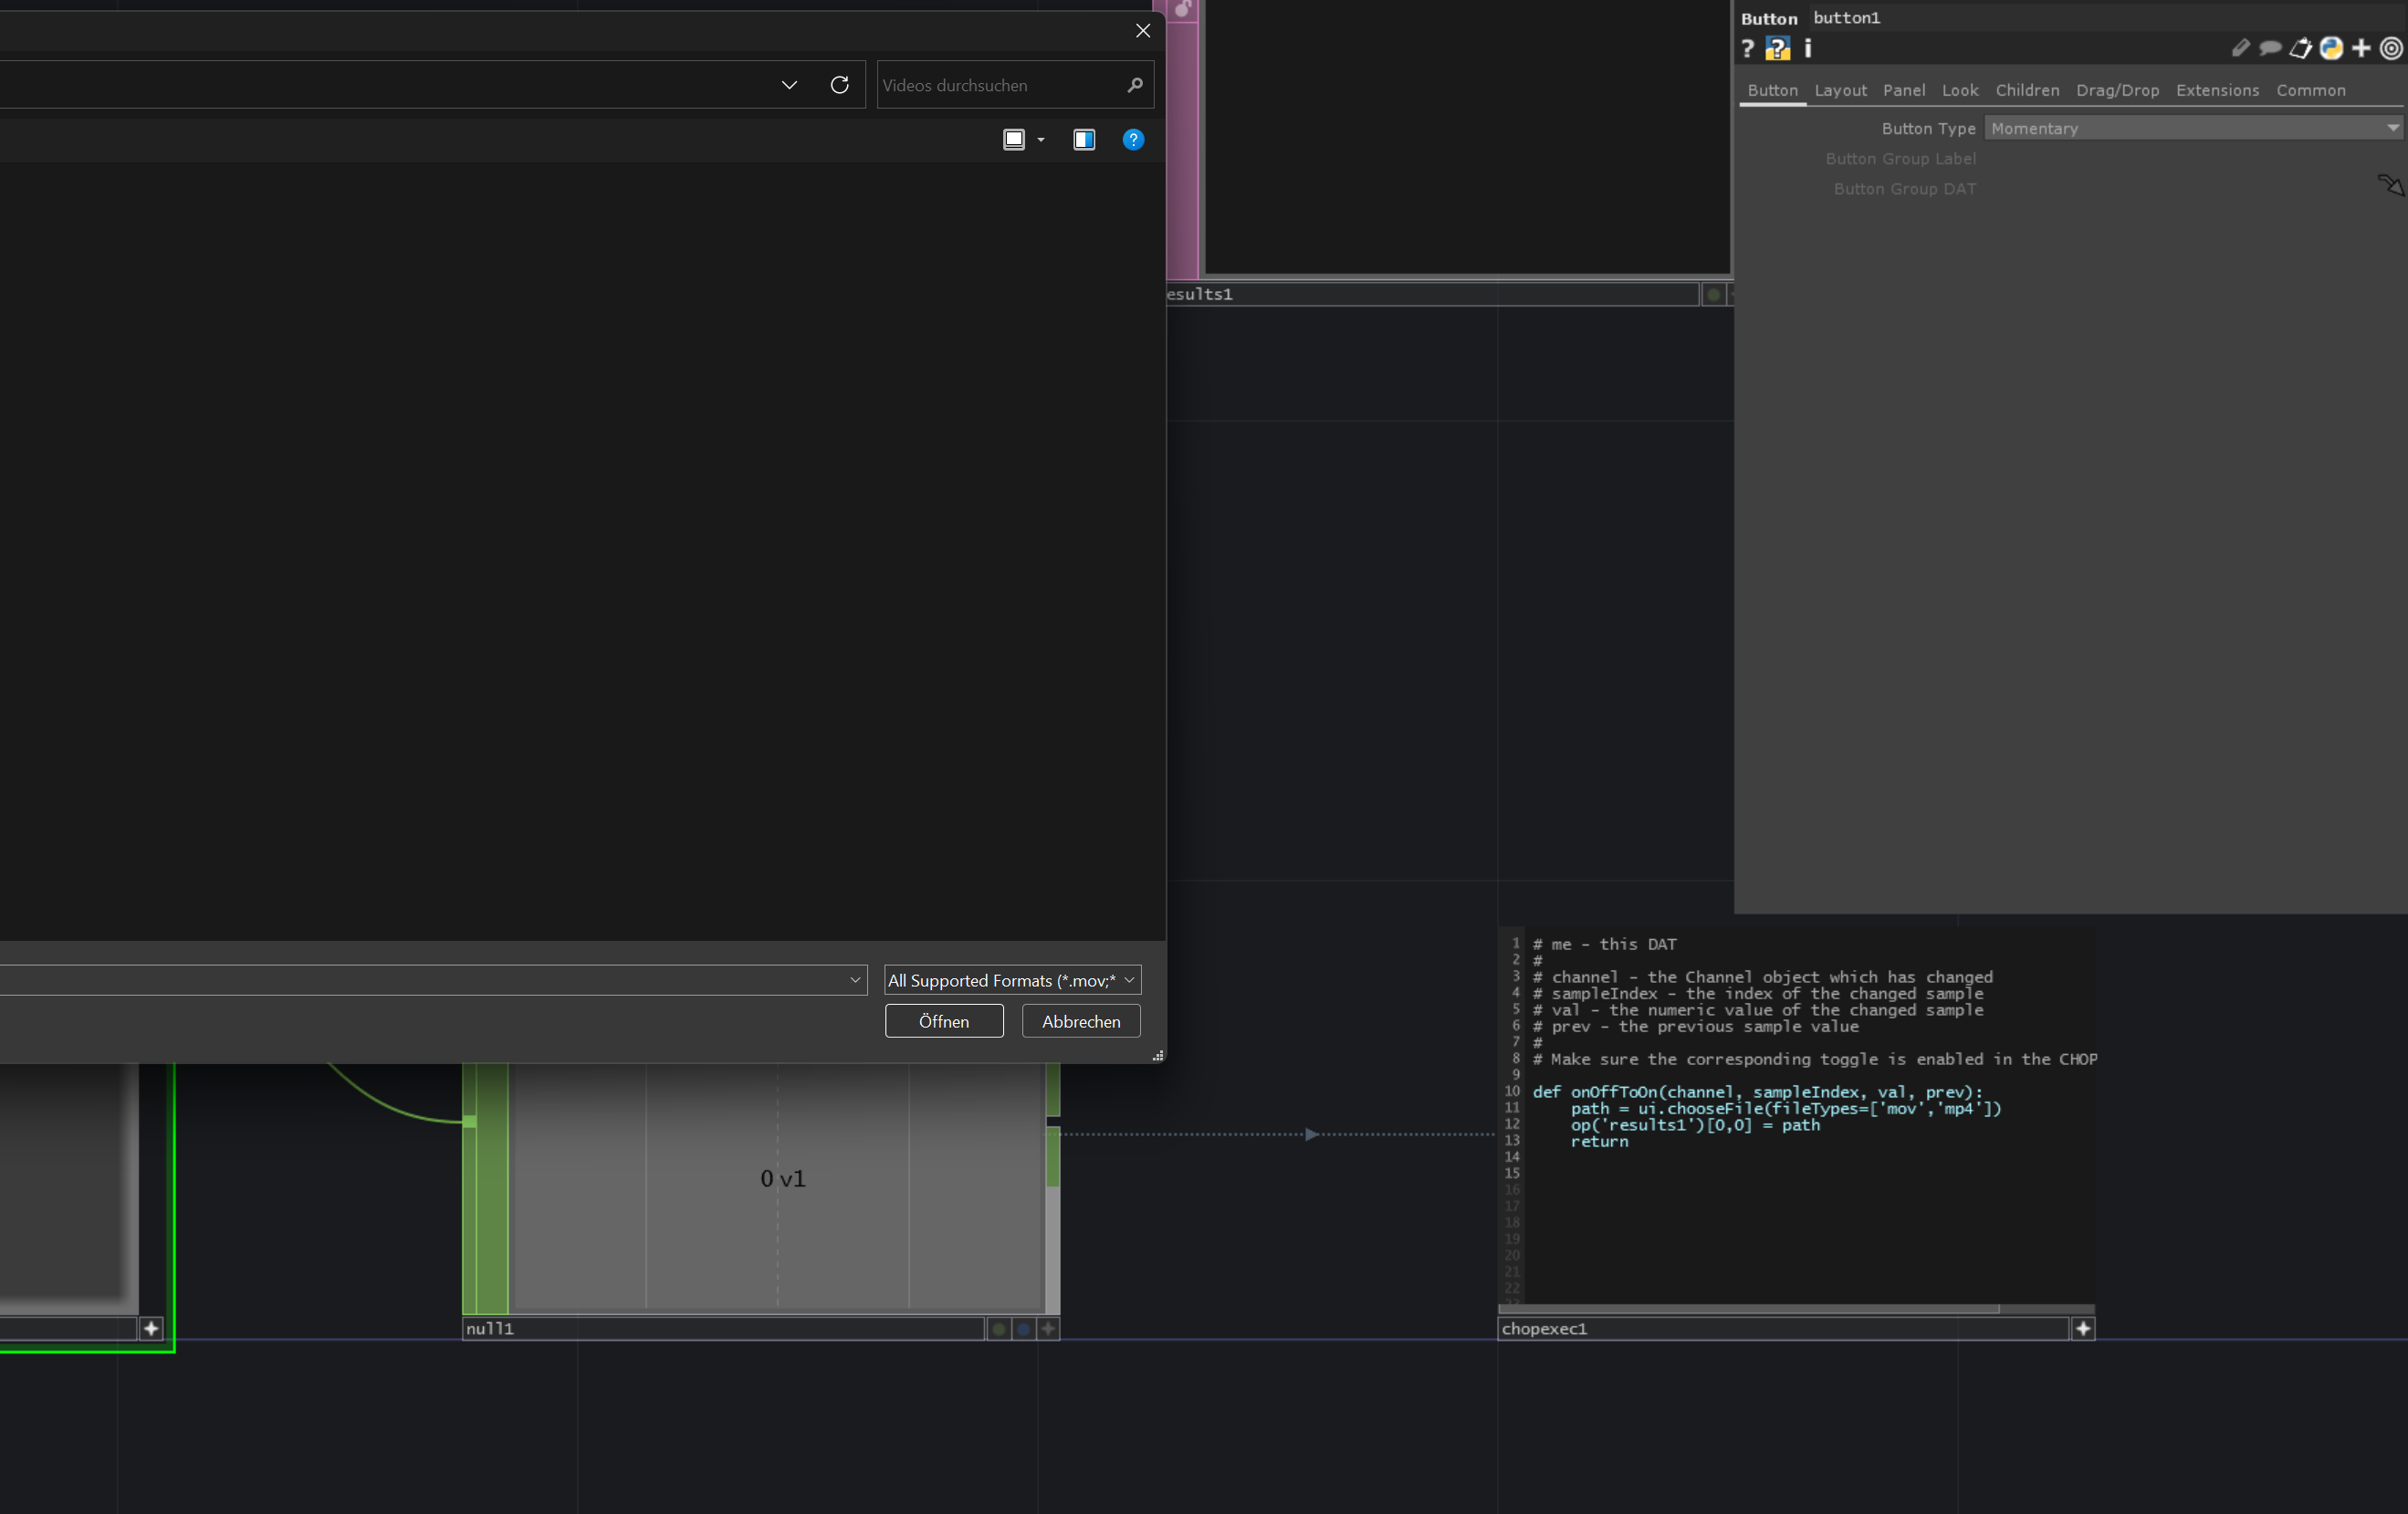 Button button1
? ? i
Videos durchsuchen
Button Layout Panel Look Children Drag/Drop Extensions Common
Button Type Momentary
?
Button Group Label
Button Group DAT
esults1
1 # me - this DAT
2 #
3 # channel - the Channel object which has changed
4 # sampleIndex - the index of the changed sample
5 # val - the numeric value of the changed sample
6 # prev - the previous sample value
7 #
8 # Make sure the corresponding toggle is enabled in the CHOP
9
10 def onOffToOn(channel, sampleIndex, val, prev):
11     path = ui.chooseFile(fileTypes=['mov','mp4'])
12     op('results1')[0,0] = path
13     return
14
15
16
17
18
19
20
21
22
23
All Supported Formats (*.mov;*
Öffnen Abbrechen
0 v1
null1
chopexec1